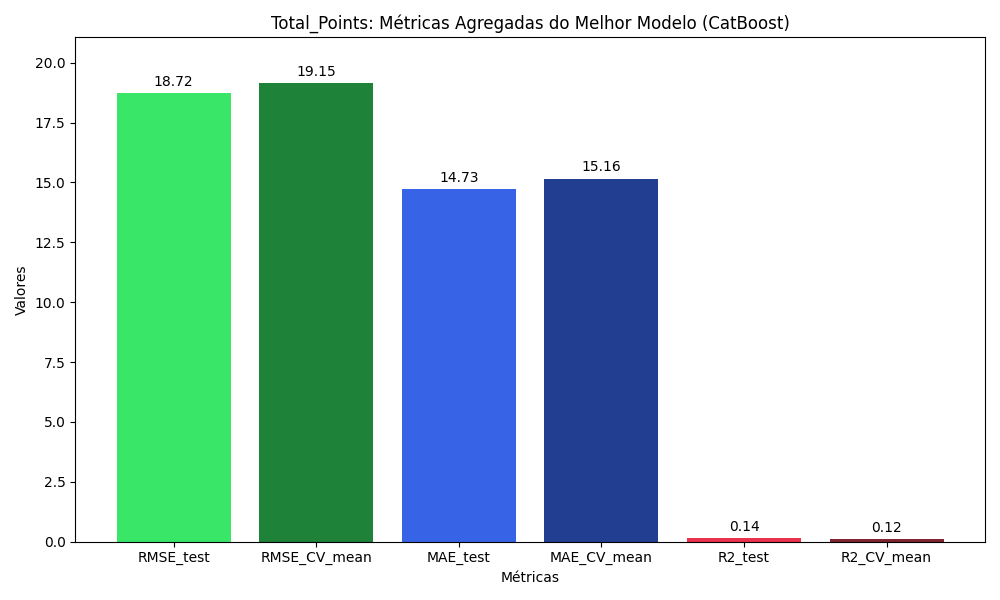 Total_Points: Métricas Agregadas do Melhor Modelo (CatBoost)
Valores
20.0
17.5
15.0
12.5
10.0
7.5
5.0
2.5
0.0
18.72
19.15
14.73
15.16
0.14
0.12
RMSE_test
RMSE_CV_mean
MAE_test
MAE_CV_mean
R2_test
R2_CV_mean
Métricas